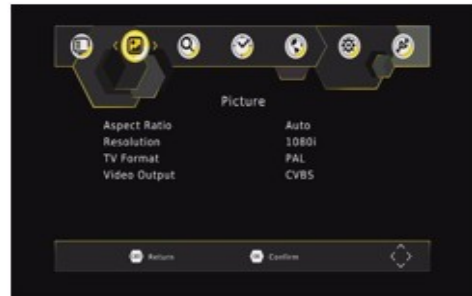 Picture
Aspect Ratio Auto
Resolution 1080i
TV Format PAL
Video Output CVBS
Return Confirm